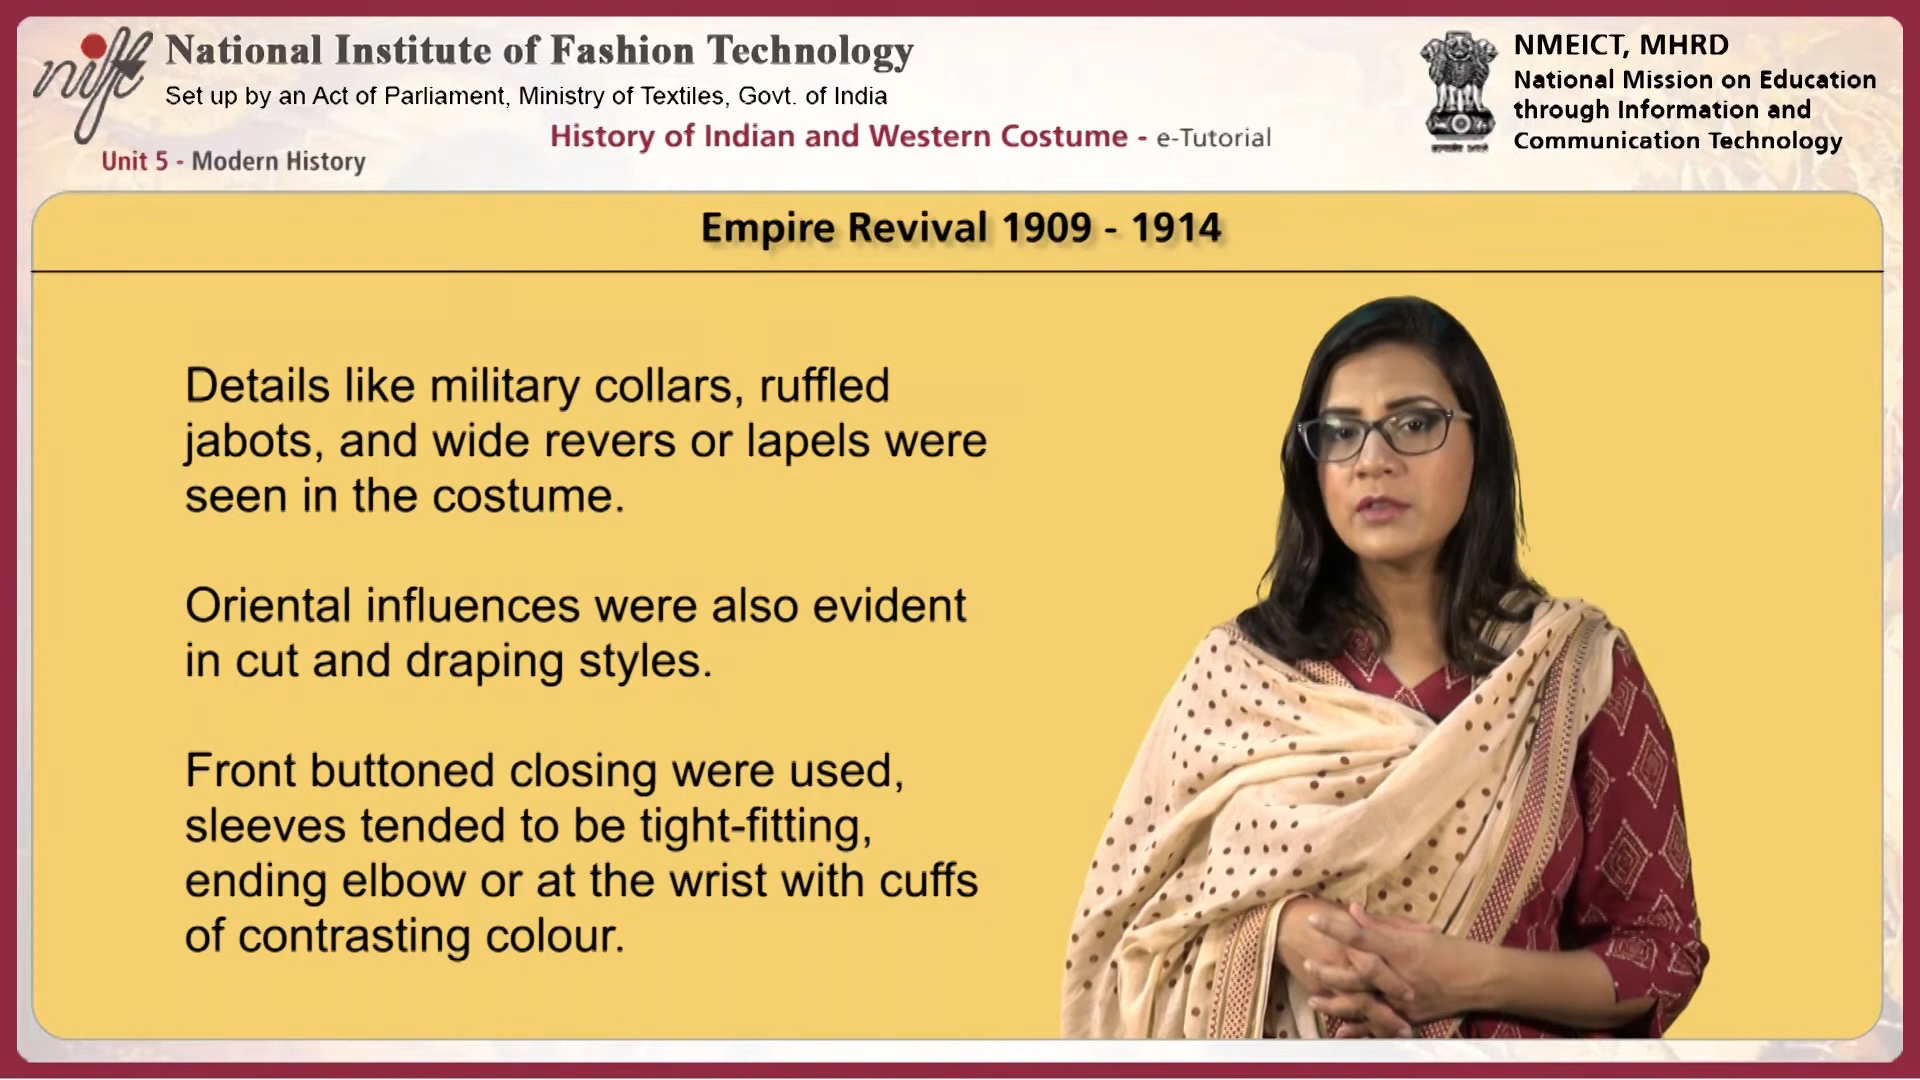 nift
National Institute of Fashion Technology
Set up by an Act of Parliament, Ministry of Textiles, Govt. of India
History of Indian and Western Costume - e-Tutorial
Unit 5 - Modern History
NMEICT, MHRD
National Mission on Education
through Information and
Communication Technology
Empire Revival 1909 - 1914
Details like military collars, ruffled
jabots, and wide revers or lapels were
seen in the costume.
Oriental influences were also evident
in cut and draping styles.
Front buttoned closing were used,
sleeves tended to be tight-fitting,
ending elbow or at the wrist with cuffs
of contrasting colour.